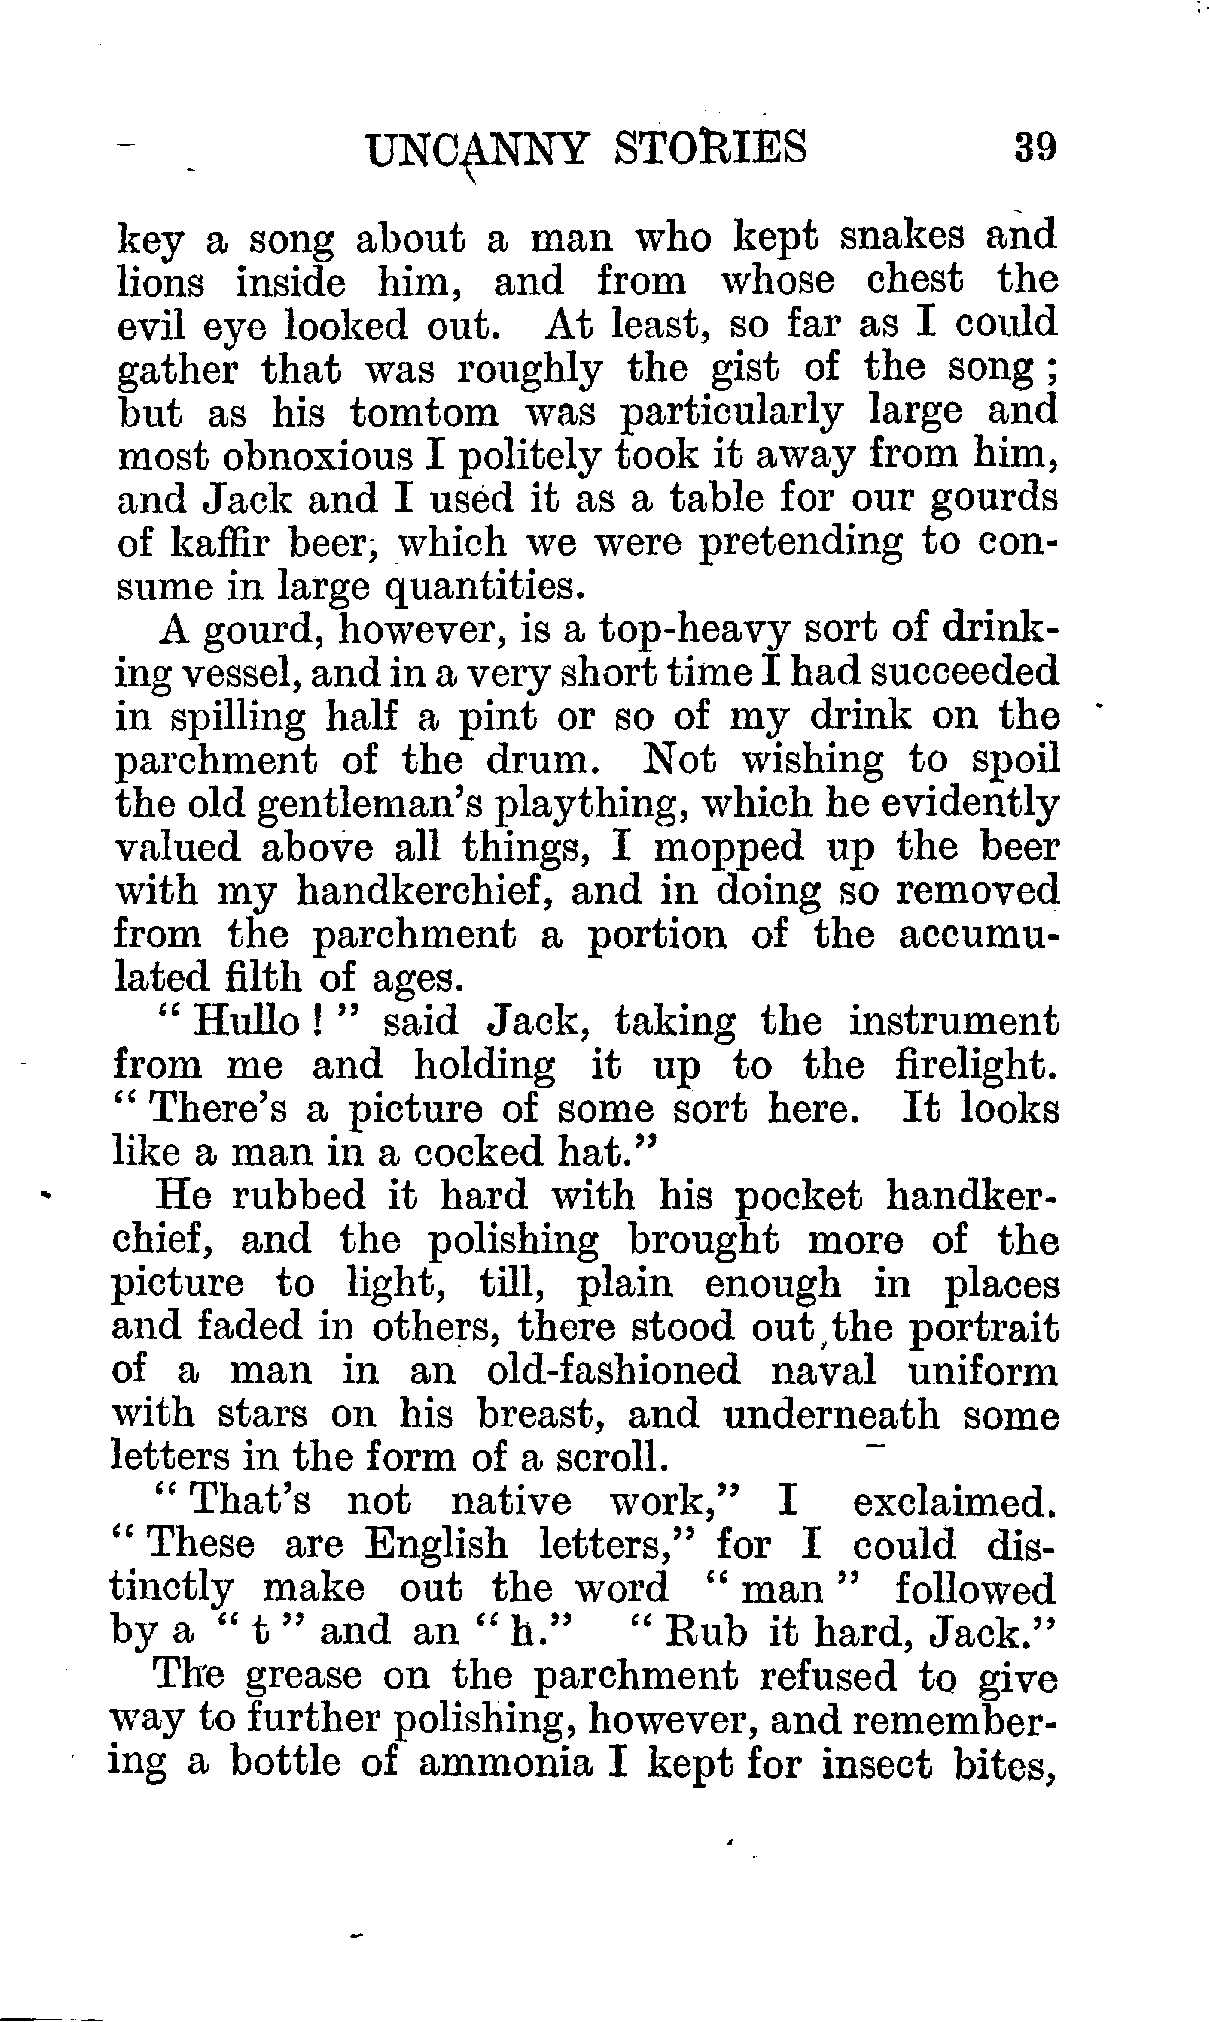 UNCANNY STORIES 39
key a song about a man who kept snakes and
lions inside him, and from whose chest the
evil eye looked out. At least, so far as I could
gather that was roughly the gist of the song ;
but as his tomtom was particularly large and
most obnoxious I politely took it away from him,
and Jack and I used it as a table for our gourds
of kaffir beer, which we were pretending to con-
sume in large quantities.
A gourd, however, is a top-heavy sort of drink-
ing vessel, and in a very short time I had succeeded
in spilling half a pint or so of my drink on the
parchment of the drum. Not wishing to spoil
the old gentleman's plaything, which he evidently
valued above all things, I mopped up the beer
with my handkerchief, and in doing so removed
from the parchment a portion of the accumu-
lated filth of ages.
“ Hullo ! ” said Jack, taking the instrument
from me and holding it up to the firelight.
“ There's a picture of some sort here. It looks
like a man in a cocked hat.”
He rubbed it hard with his pocket handker-
chief, and the polishing brought more of the
picture to light, till, plain enough in places
and faded in others, there stood out the portrait
of a man in an old-fashioned naval uniform
with stars on his breast, and underneath some
letters in the form of a scroll.
“ That's not native work,” I exclaimed.
“ These are English letters,” for I could dis-
tinctly make out the word “ man ” followed
by a “ t ” and an “ h.” “ Rub it hard, Jack.”
The grease on the parchment refused to give
way to further polishing, however, and remember-
ing a bottle of ammonia I kept for insect bites,